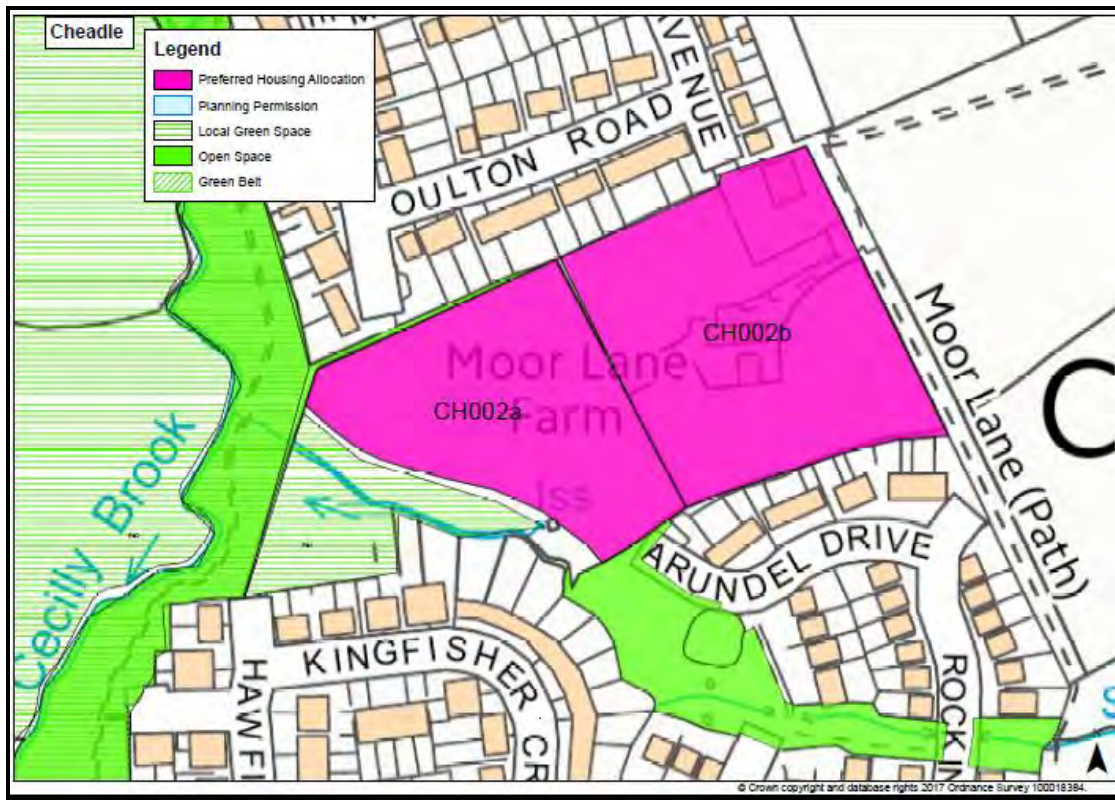 Cheadle
Legend
Preferred Housing Allocation
Planning Permission
Local Green Space
Open Space
Green Belt
AVENUE
OULTON ROAD
CH002b
Moor Lane
Farm
CH002a
Iss
Moor Lane (Path)
C
Cecilly Brook
ARUNDEL DRIVE
KINGFISHER CR
HAWFI
ROCKIN
S
© Crown copyright and database rights 2017 Ordnance Survey 100018384.